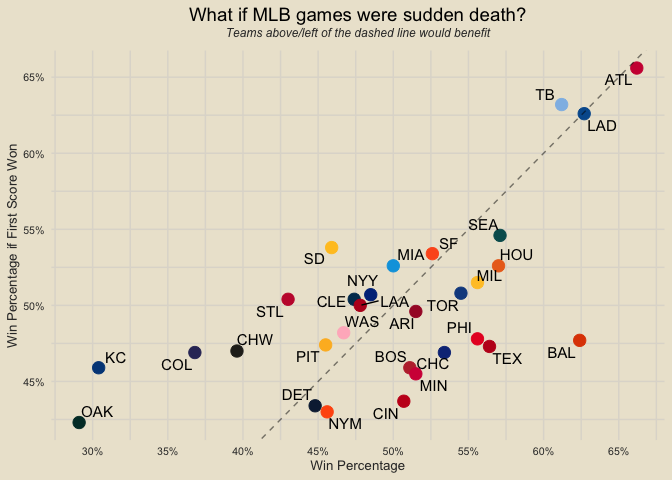 What if MLB games were sudden death?
Teams above/left of the dashed line would benefit
Win Percentage if First Score Won
65%
60%
55%
50%
45%
ATL
TB
LAD
SEA
SF
HOU
SD
MIA
MIL
NYY
CLE
LAA
TOR
STL
WAS
ARI
PHI
CHW
PIT
BOS
CHC
TEX
BAL
KC
COL
MIN
DET
OAK
NYM
CIN
30%
35%
40%
45%
50%
55%
60%
65%
Win Percentage